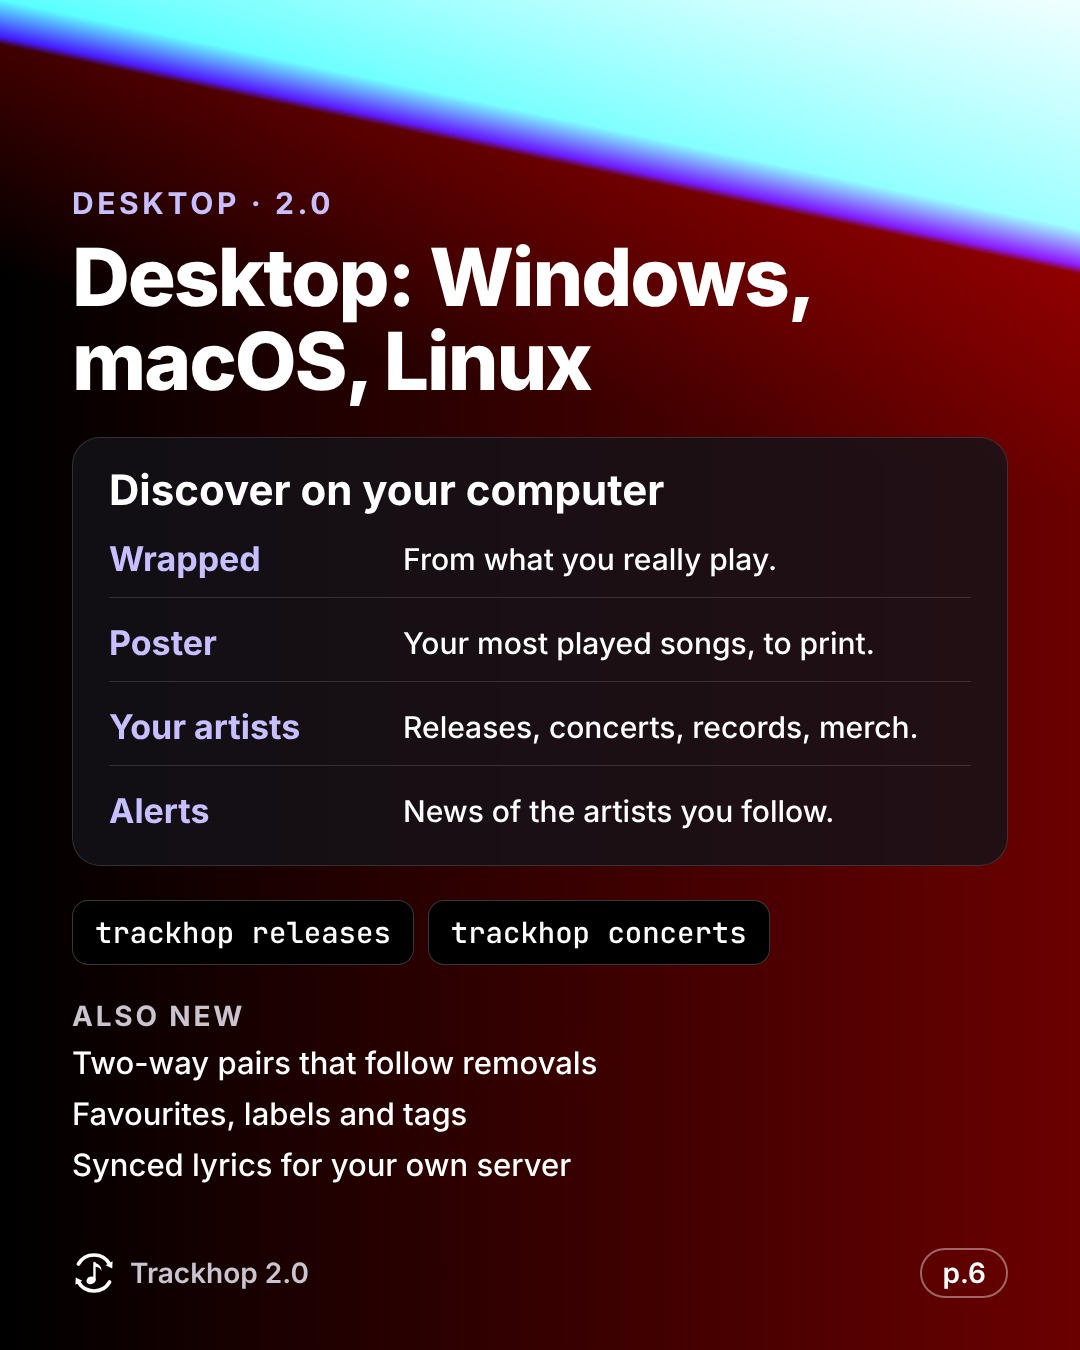 DESKTOP · 2.0
Desktop: Windows,
macOS, Linux
Discover on your computer
Wrapped From what you really play.
Poster Your most played songs, to print.
Your artists Releases, concerts, records, merch.
Alerts News of the artists you follow.
trackhop releases trackhop concerts
ALSO NEW
Two-way pairs that follow removals
Favourites, labels and tags
Synced lyrics for your own server
Trackhop 2.0 p.6